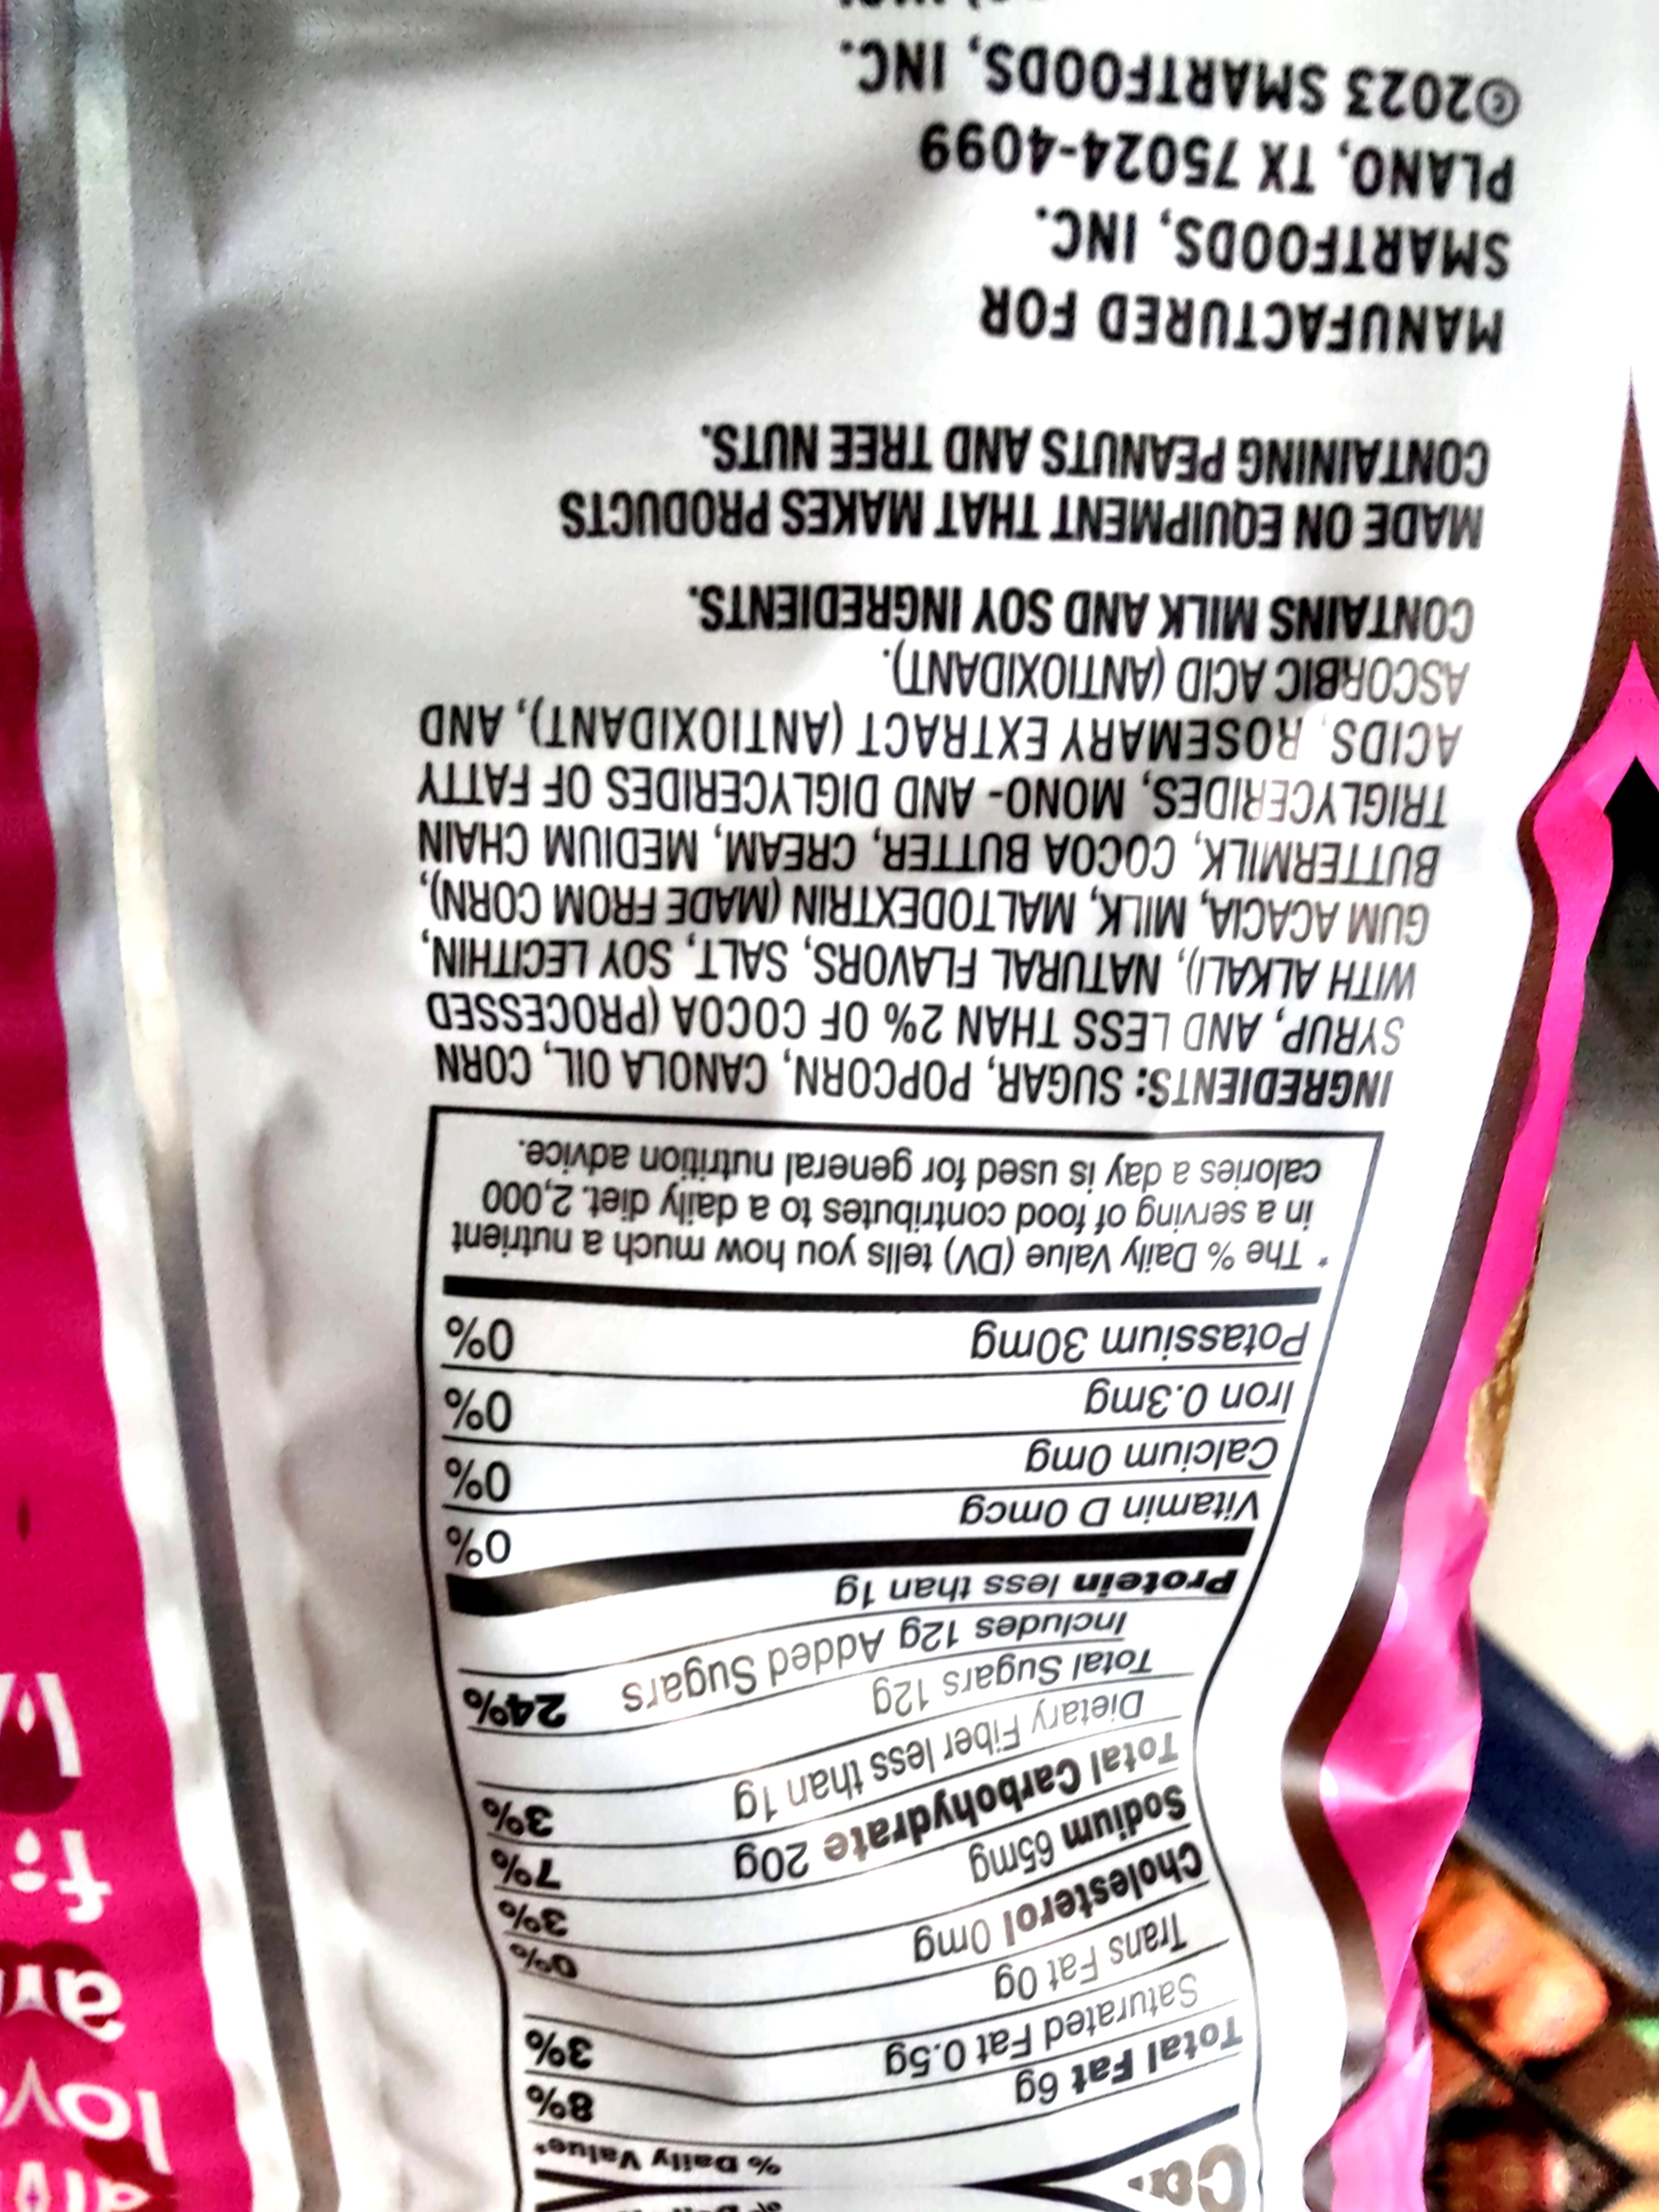 % Daily Value*
Total Fat 6g 8%
Saturated Fat 0.5g 3%
Trans Fat 0g
Cholesterol 0mg 0%
Sodium 65mg 3%
Total Carbohydrate 20g 7%
Dietary Fiber less than 1g 3%
Total Sugars 12g
Includes 12g Added Sugars 24%
Protein less than 1g
Vitamin D 0mcg 0%
Calcium 0mg 0%
Iron 0.3mg 0%
Potassium 30mg 0%
* The % Daily Value (DV) tells you how much a nutrient
in a serving of food contributes to a daily diet. 2,000
calories a day is used for general nutrition advice.
INGREDIENTS: SUGAR, POPCORN, CANOLA OIL, CORN
SYRUP, AND LESS THAN 2% OF COCOA (PROCESSED
WITH ALKALI), NATURAL FLAVORS, SALT, SOY LECITHIN,
GUM ACACIA, MILK, MALTODEXTRIN (MADE FROM CORN),
BUTTERMILK, COCOA BUTTER, CREAM, MEDIUM CHAIN
TRIGLYCERIDES, MONO- AND DIGLYCERIDES OF FATTY
ACIDS, ROSEMARY EXTRACT (ANTIOXIDANT), AND
ASCORBIC ACID (ANTIOXIDANT).
CONTAINS MILK AND SOY INGREDIENTS.
MADE ON EQUIPMENT THAT MAKES PRODUCTS
CONTAINING PEANUTS AND TREE NUTS.
MANUFACTURED FOR
SMARTFOODS, INC.
PLANO, TX 75024-4099
©2023 SMARTFOODS, INC.